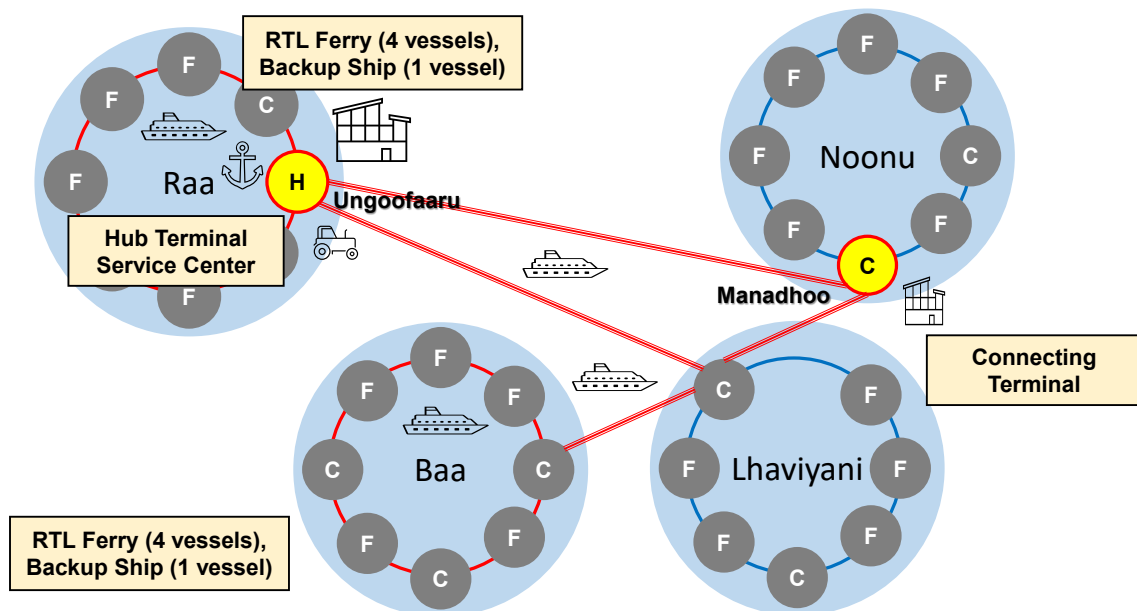 RTL Ferry (4 vessels),
Backup Ship (1 vessel)
F
F
C
F
Raa
H
Ungoofaaru
Hub Terminal
Service Center
F
F
F
F
F
Noonu
C
F
F
C
Manadhoo
Connecting
Terminal
F
F
F
C
Baa
C
F
F
C
RTL Ferry (4 vessels),
Backup Ship (1 vessel)
C
F
F
Lhaviyani
F
F
F
C